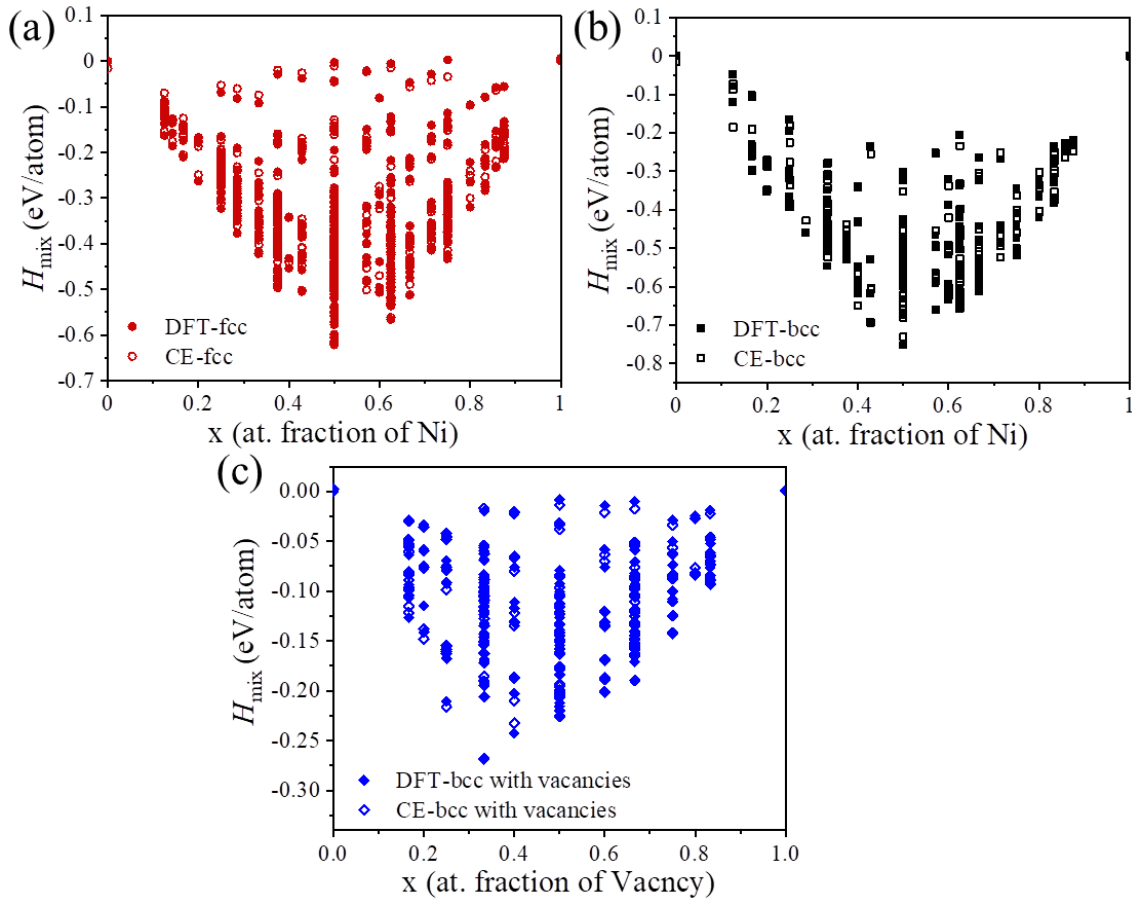 (a)
0.1
0
-0.1
-0.2
-0.3
-0.4
-0.5
-0.6
-0.7
H_mix (eV/atom)
DFT-fcc
CE-fcc
0 0.2 0.4 0.6 0.8 1
x (at. fraction of Ni)
(b)
0.1
0
-0.1
-0.2
-0.3
-0.4
-0.5
-0.6
-0.7
-0.8
H_mix (eV/atom)
DFT-bcc
CE-bcc
0 0.2 0.4 0.6 0.8 1
x (at. fraction of Ni)
(c)
0.00
-0.05
-0.10
-0.15
-0.20
-0.25
-0.30
H_mix (eV/atom)
DFT-bcc with vacancies
CE-bcc with vacancies
0.0 0.2 0.4 0.6 0.8 1.0
x (at. fraction of Vacncy)